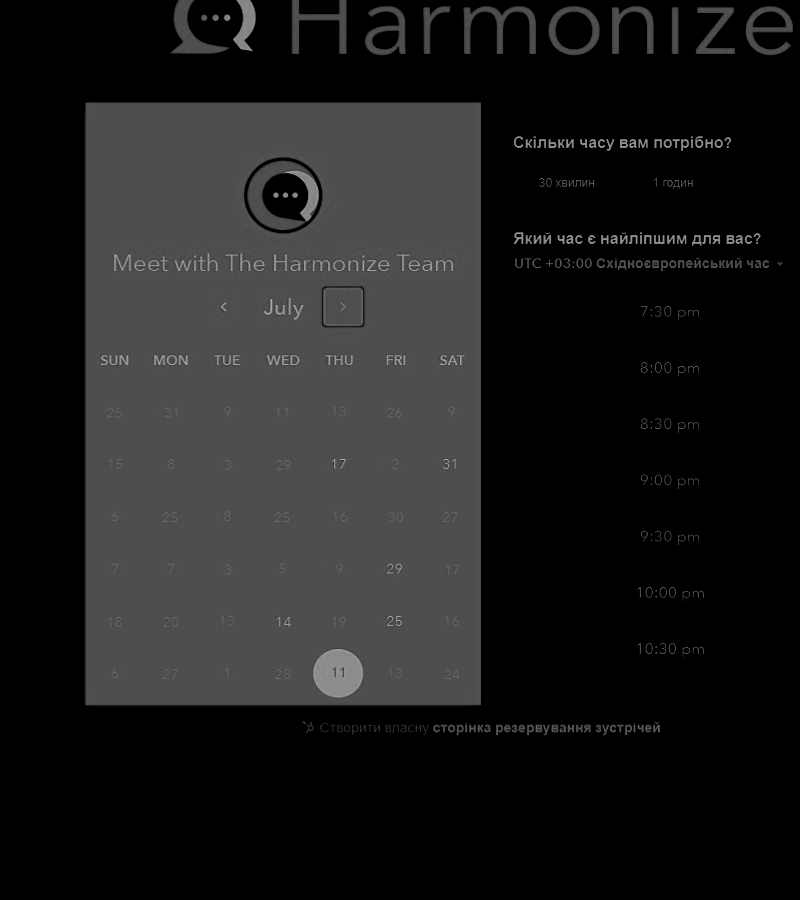 Harmonize
Meet with The Harmonize Team
July
SUN MON TUE WED THU FRI SAT
25 31 9 11 13 26 9
15 8 3 29 17 2 31
6 25 8 25 16 30 27
7 7 3 5 9 29 17
18 20 13 14 19 25 16
6 27 1 28 11 13 24
Скільки часу вам потрібно?
30 хвилин 1 годин
Який час є найліпшим для вас?
UTC +03:00 Східноєвропейський час
7:30 pm
8:00 pm
8:30 pm
9:00 pm
9:30 pm
10:00 pm
10:30 pm
Створити власну сторінка резервування зустрічей